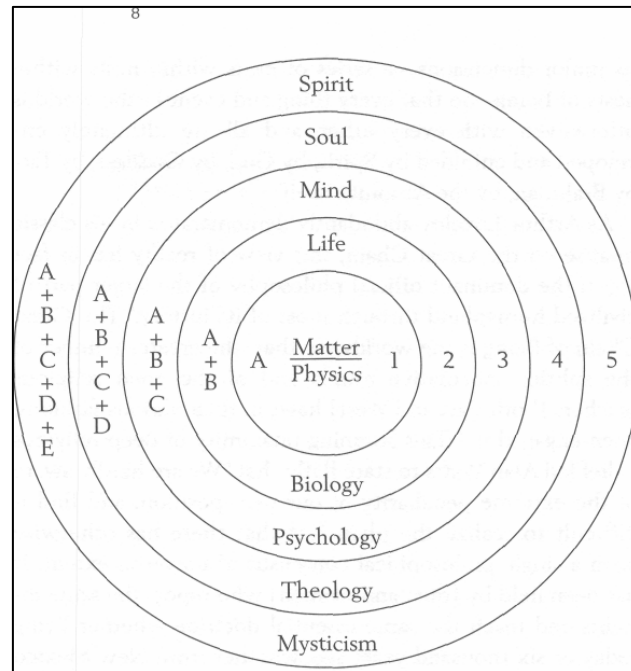 8
Spirit
Soul
Mind
Life
A + B + C + D + E
A + B + C + D
A + B + C
A + B
A
Matter
Physics
1 2 3 4 5
Biology
Psychology
Theology
Mysticism